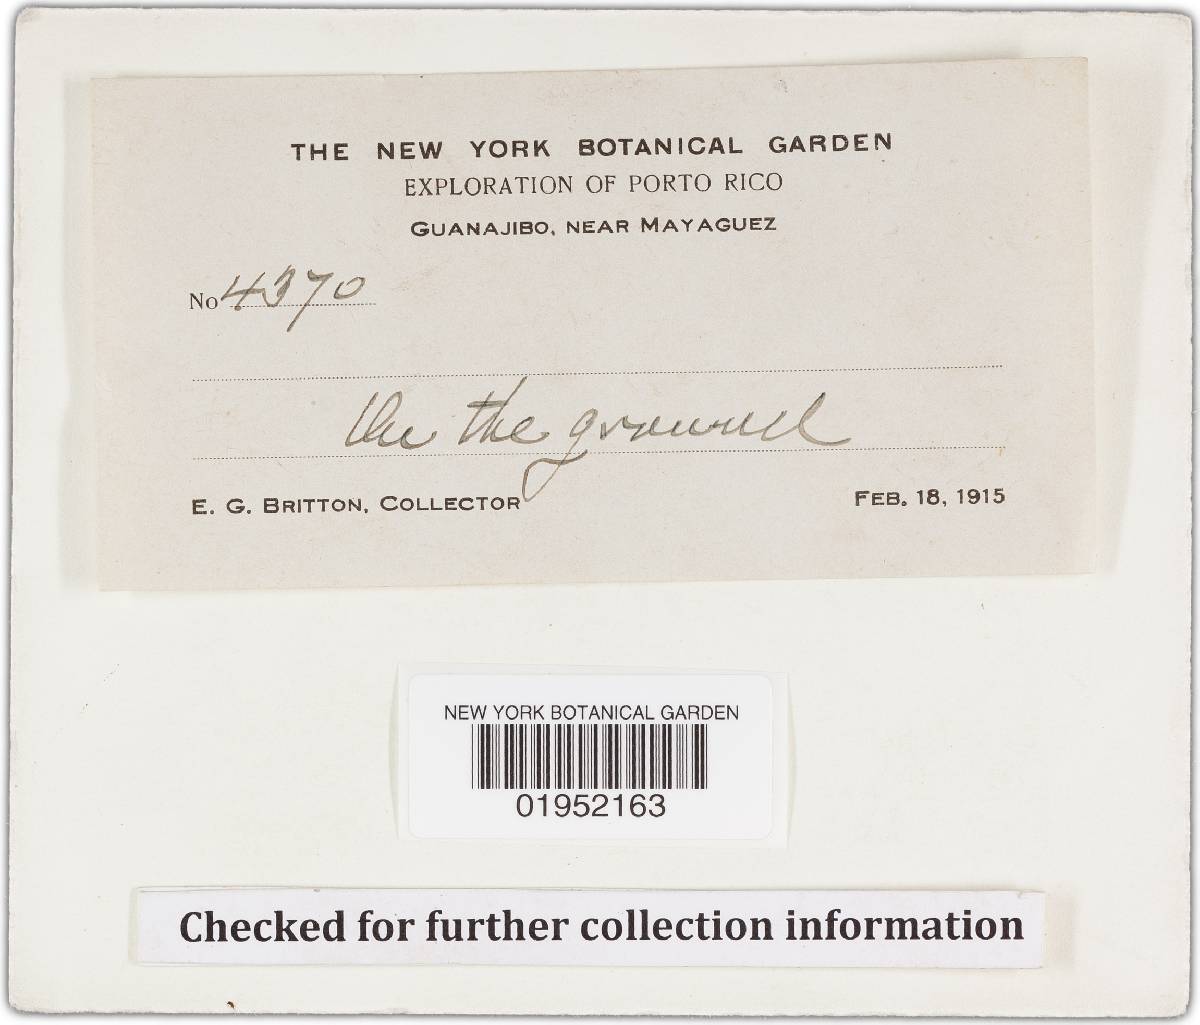 THE NEW YORK BOTANICAL GARDEN
EXPLORATION OF PORTO RICO
GUANAJIBO, NEAR MAYAGUEZ
No 4370
On the ground
E. G. BRITTON, COLLECTOR FEB. 18, 1915
NEW YORK BOTANICAL GARDEN
01952163
Checked for further collection information